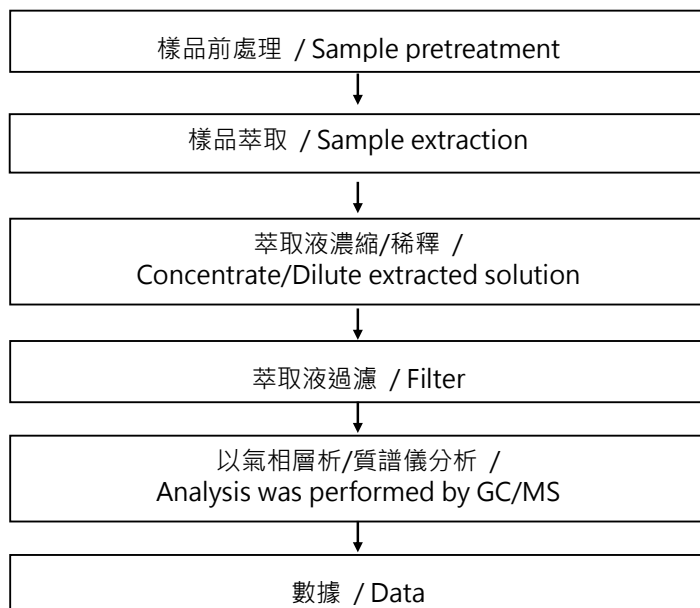 樣品前處理 / Sample pretreatment
樣品萃取 / Sample extraction
萃取液濃縮/稀釋 /
Concentrate/Dilute extracted solution
萃取液過濾 / Filter
以氣相層析/質譜儀分析 /
Analysis was performed by GC/MS
數據 / Data